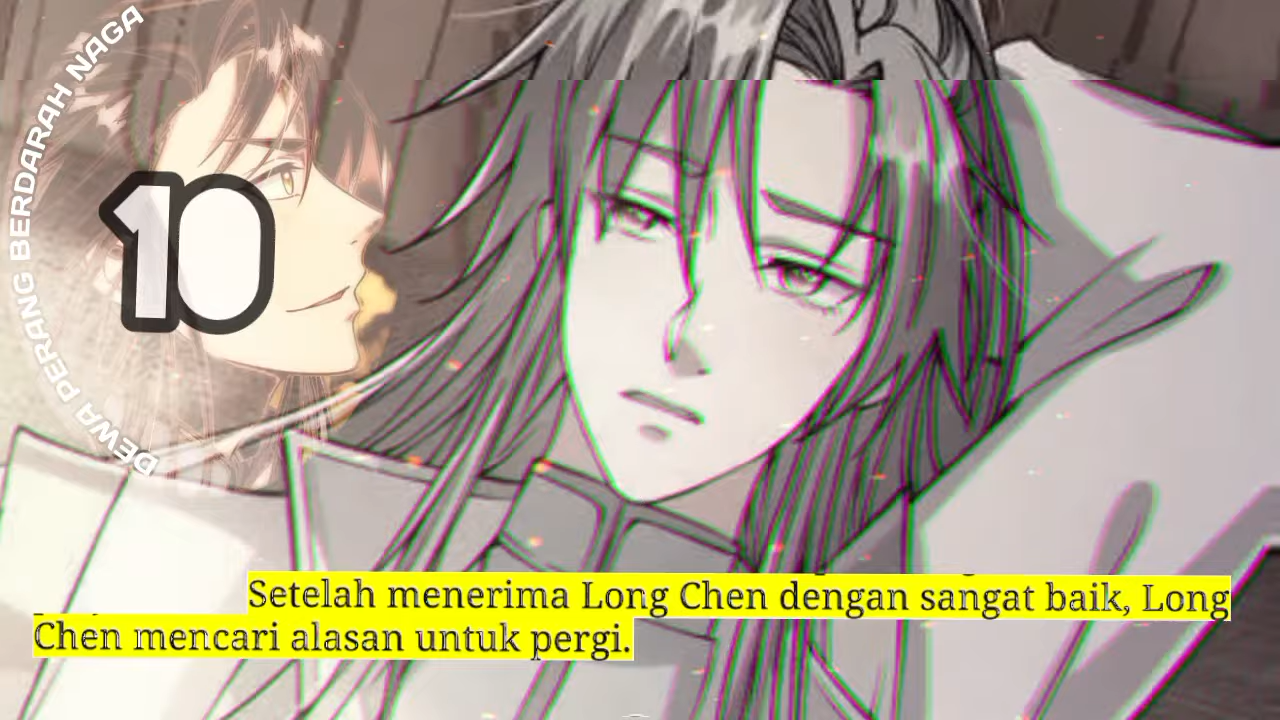 DEWA PERANG BERDARAH NAGA
10
Setelah menerima Long Chen dengan sangat baik, Long
Chen mencari alasan untuk pergi.